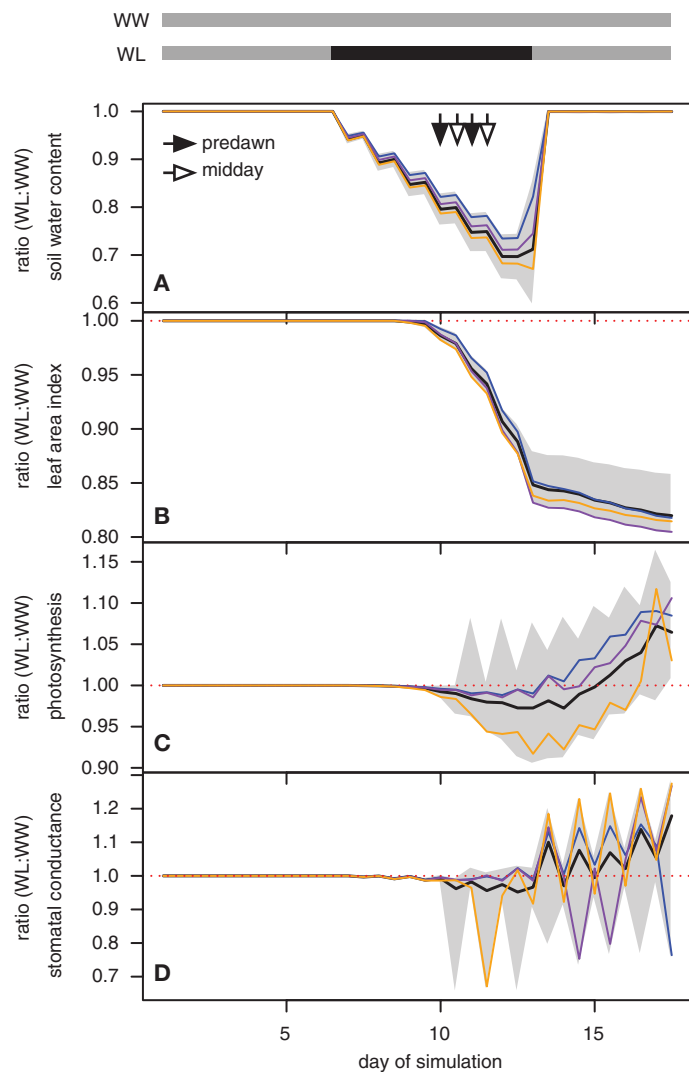 WW
WL
ratio (WL:WW)
soil water content
1.0
0.9
0.8
0.7
0.6
predawn
midday
A
ratio (WL:WW)
leaf area index
1.00
0.95
0.90
0.85
0.80
B
ratio (WL:WW)
photosynthesis
1.15
1.10
1.05
1.00
0.95
0.90
C
ratio (WL:WW)
stomatal conductance
1.2
1.1
1.0
0.9
0.8
0.7
D
5 10 15
day of simulation